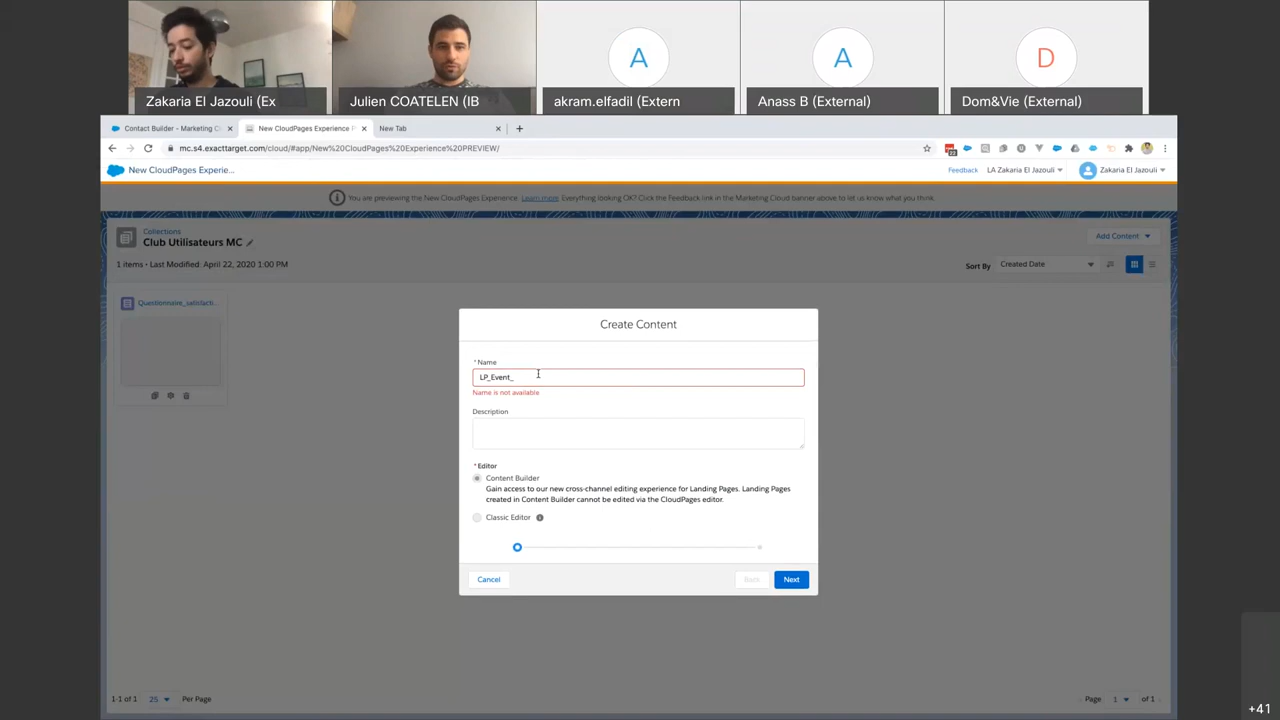 A
A
D
Zakaria El Jazouli (Ex
Julien COATELEN (IB
akram.elfadil (Extern
Anass B (External)
Dom&Vie (External)
Contact Builder - Marketing C
New CloudPages Experience P
New Tab
mc.s4.exacttarget.com/cloud/#app/New%20CloudPages%20Experience%20PREVIEW/
New CloudPages Experie...
Feedback
LA Zakaria El Jazouli
Zakaria El Jazouli
You are previewing the New CloudPages Experience. Learn more. Everything looking OK? Click the Feedback link in the Marketing Cloud banner above to let us know what you think.
Collections
Club Utilisateurs MC
Add Content
1 items • Last Modified: April 22, 2020 1:00 PM
Sort By
Created Date
Questionnaire_satisfact...
Create Content
* Name
LP_Event_
Name is not available
Description
* Editor
Content Builder
Gain access to our new cross-channel editing experience for Landing Pages. Landing Pages
created in Content Builder cannot be edited via the CloudPages editor.
Classic Editor
Cancel
Back
Next
1-1 of 1
25
Per Page
Page
1
of 1
+41